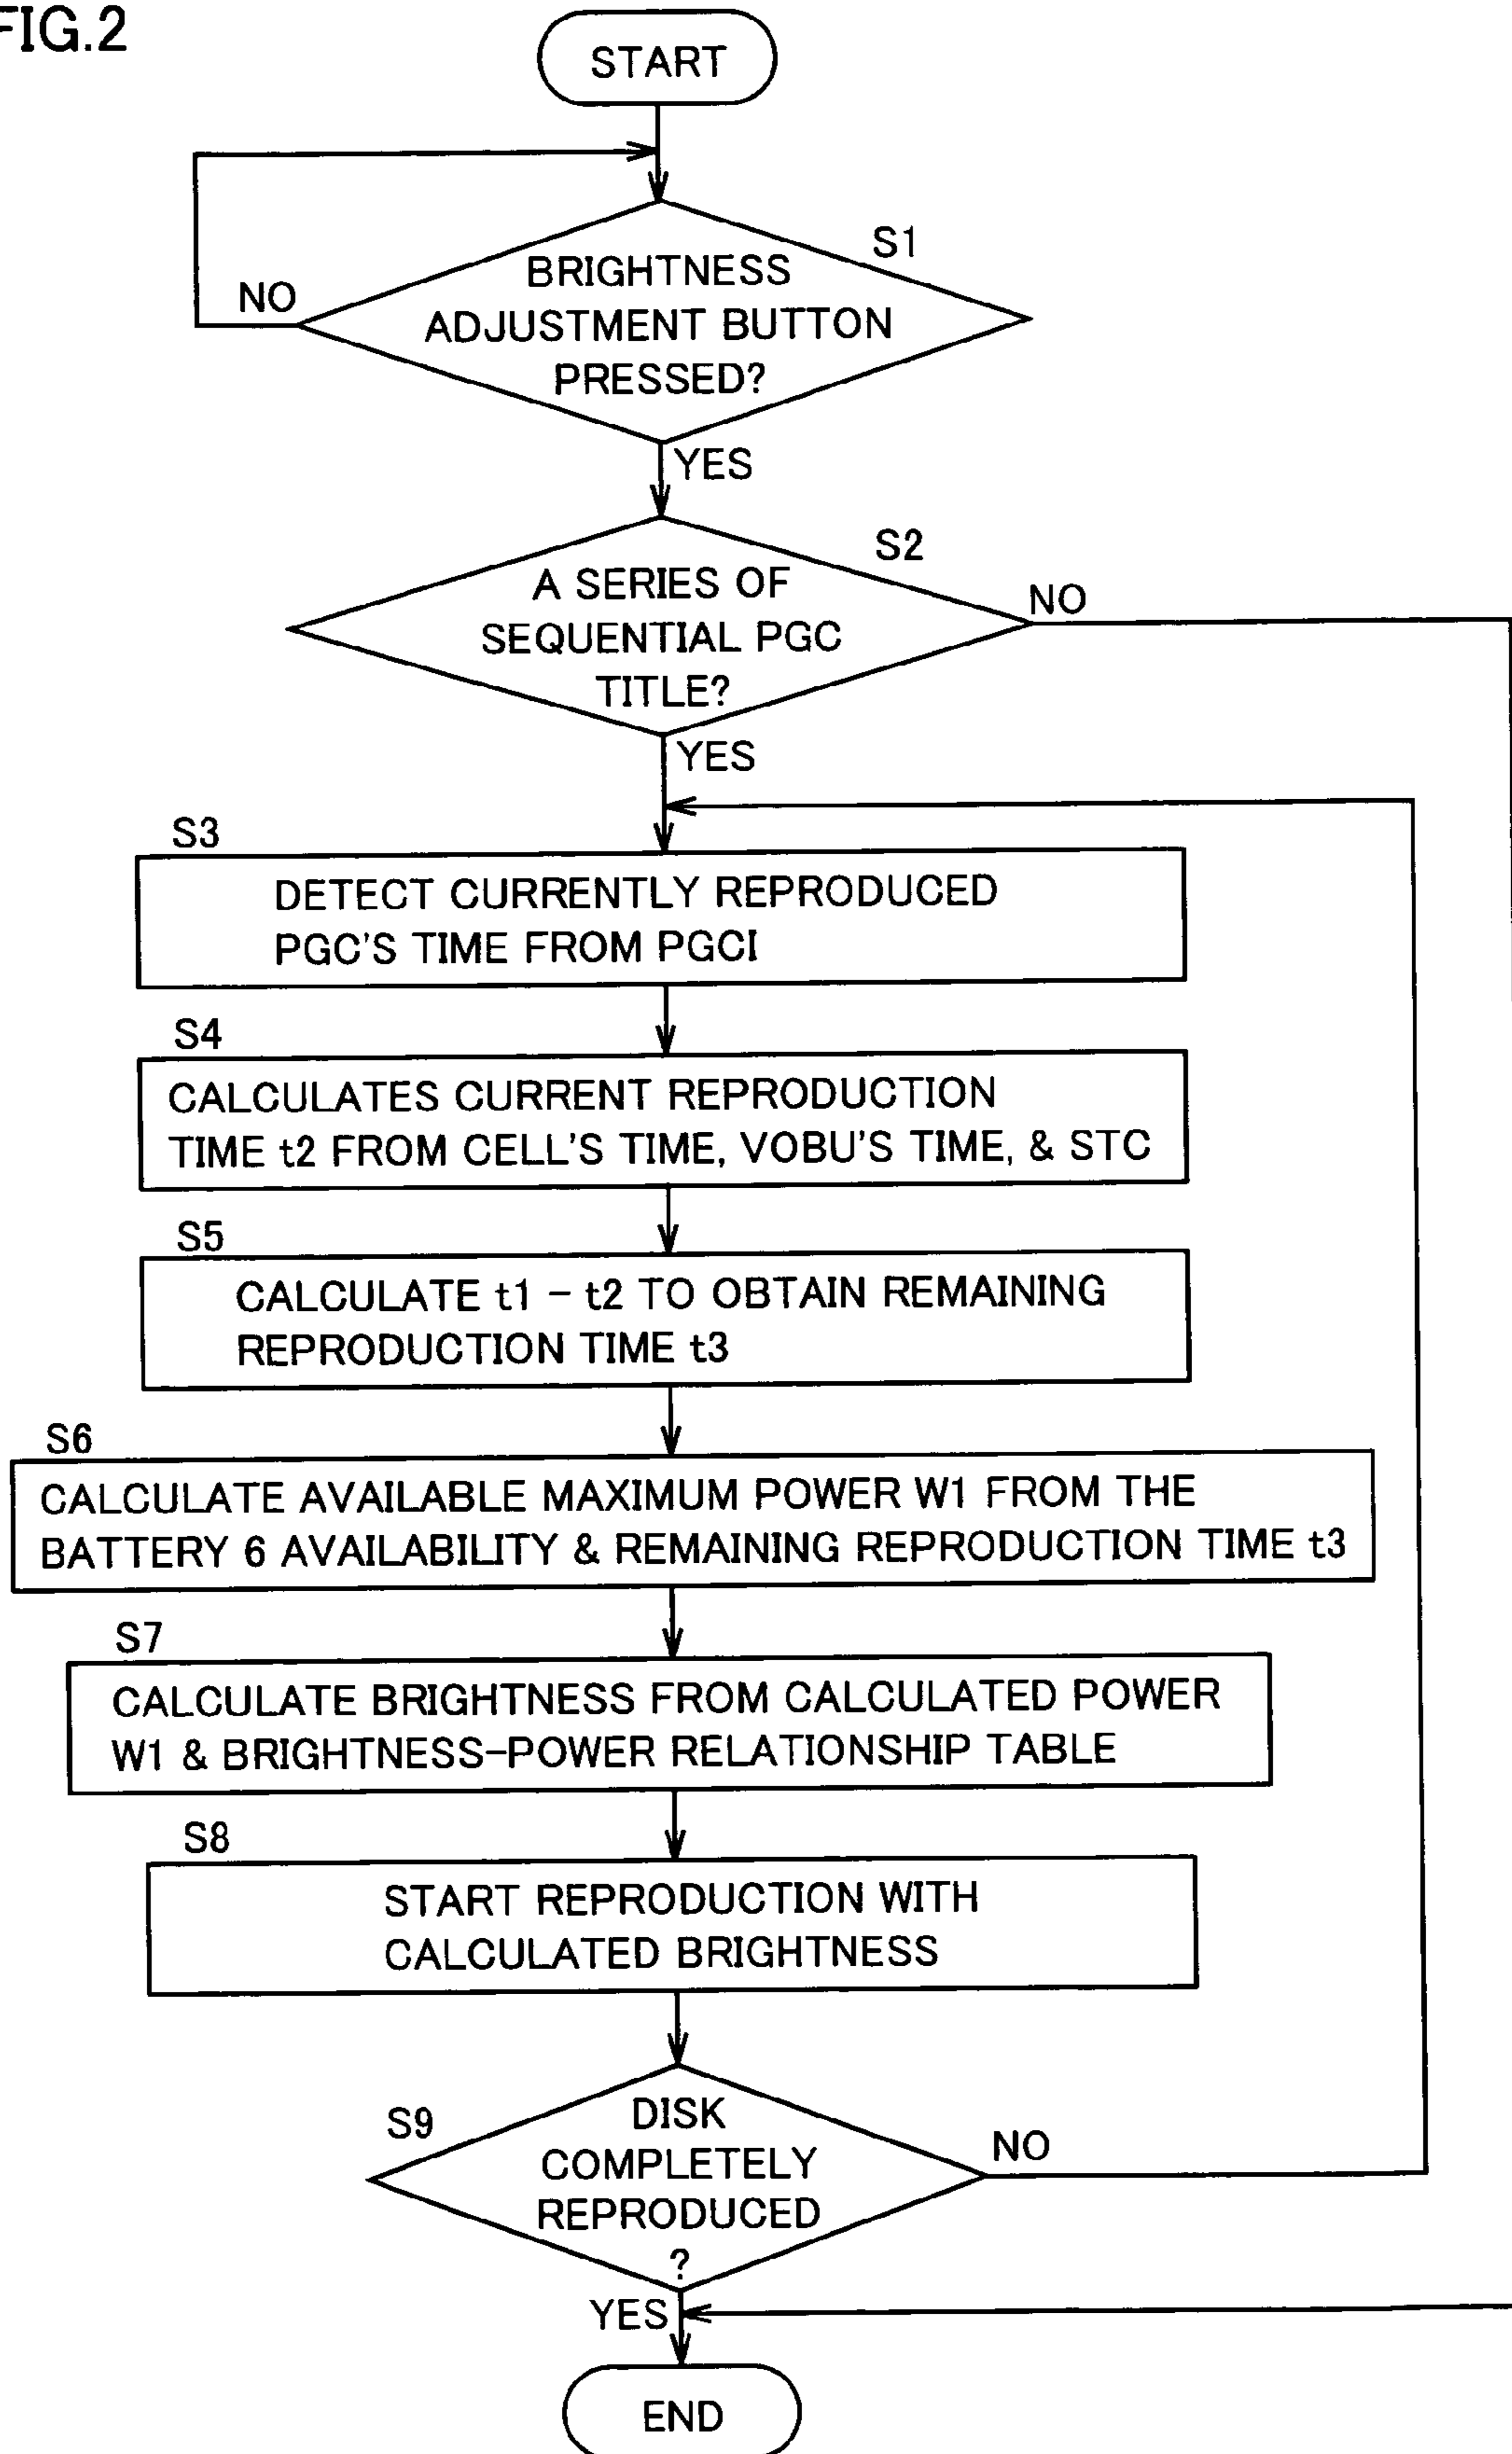 FIG.2
START
S1
BRIGHTNESS
ADJUSTMENT BUTTON
PRESSED?
NO
YES
S2
A SERIES OF
SEQUENTIAL PGC
TITLE?
NO
YES
S3
DETECT CURRENTLY REPRODUCED
PGC'S TIME FROM PGCI
S4
CALCULATES CURRENT REPRODUCTION
TIME t2 FROM CELL'S TIME, VOBU'S TIME, & STC
S5
CALCULATE t1 – t2 TO OBTAIN REMAINING
REPRODUCTION TIME t3
S6
CALCULATE AVAILABLE MAXIMUM POWER W1 FROM THE
BATTERY 6 AVAILABILITY & REMAINING REPRODUCTION TIME t3
S7
CALCULATE BRIGHTNESS FROM CALCULATED POWER
W1 & BRIGHTNESS-POWER RELATIONSHIP TABLE
S8
START REPRODUCTION WITH
CALCULATED BRIGHTNESS
S9
DISK
COMPLETELY
REPRODUCED
?
NO
YES
END